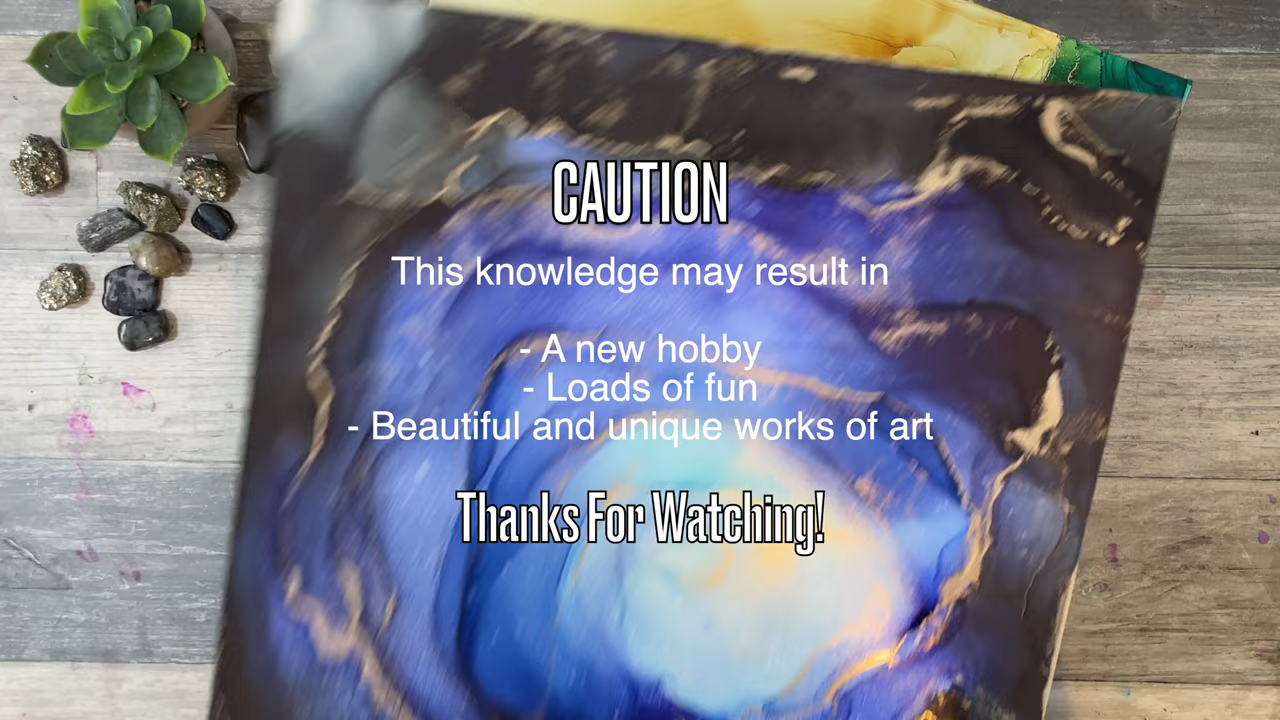 CAUTION
This knowledge may result in
- A new hobby
- Loads of fun
- Beautiful and unique works of art
Thanks For Watching!